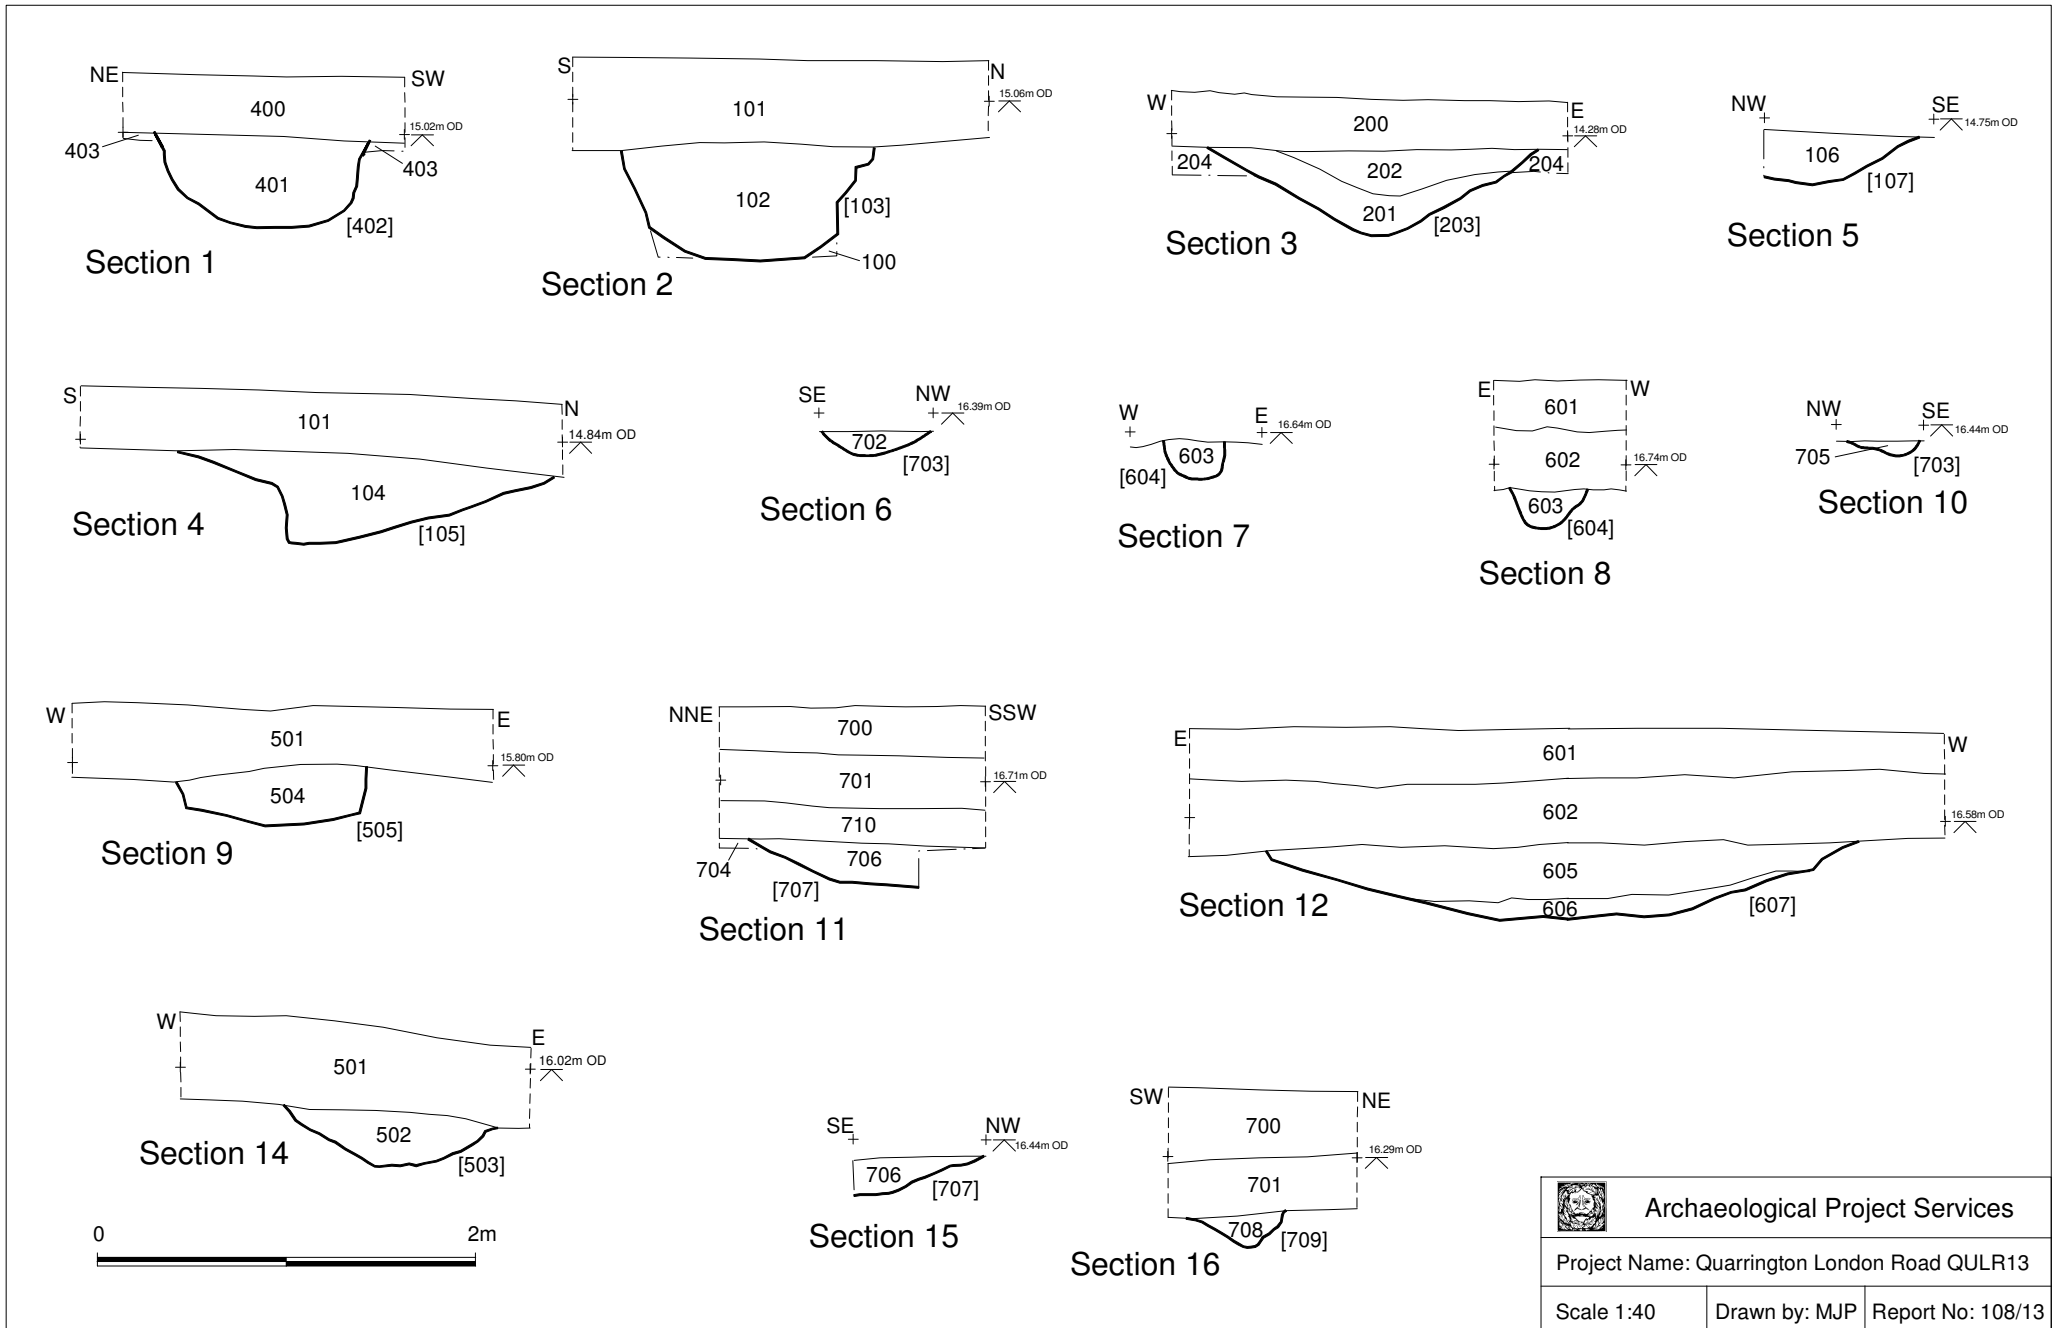 NE
SW
400
15.02m OD
403
403
401
[402]
Section 1
S
N
101
15.06m OD
102
[103]
100
Section 2
W
E
200
14.28m OD
204
202
204
201
[203]
Section 3
NW
SE
14.75m OD
106
[107]
Section 5
S
N
101
14.84m OD
104
[105]
Section 4
SE
NW
16.39m OD
702
[703]
Section 6
W
E
16.64m OD
603
[604]
Section 7
E
W
601
602
16.74m OD
603
[604]
Section 8
NW
SE
16.44m OD
705
[703]
Section 10
W
E
501
15.80m OD
504
[505]
Section 9
NNE
SSW
700
701
16.71m OD
710
704
706
[707]
Section 11
E
W
601
602
16.58m OD
605
606
[607]
Section 12
W
E
501
16.02m OD
502
[503]
Section 14
SE
NW
16.44m OD
706
[707]
Section 15
SW
NE
700
16.29m OD
701
708
[709]
Section 16
0
2m
Archaeological Project Services
Project Name: Quarrington London Road QULR13
Scale 1:40
Drawn by: MJP
Report No: 108/13